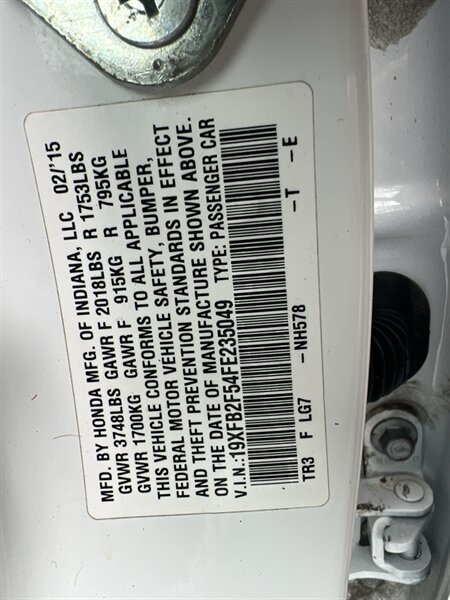 MFD. BY HONDA MFG. OF INDIANA, LLC 02/'15
GVWR 3748LBS GAWR F 2018LBS R 1753LBS
GVWR 1700KG GAWR F 915KG R 795KG
THIS VEHICLE CONFORMS TO ALL APPLICABLE
FEDERAL MOTOR VEHICLE SAFETY, BUMPER,
AND THEFT PREVENTION STANDARDS IN EFFECT
ON THE DATE OF MANUFACTURE SHOWN ABOVE.
V.I.N.:19XFB2F54FE235049 TYPE: PASSENGER CAR
TR3 F LG7 -NH578 -T -E